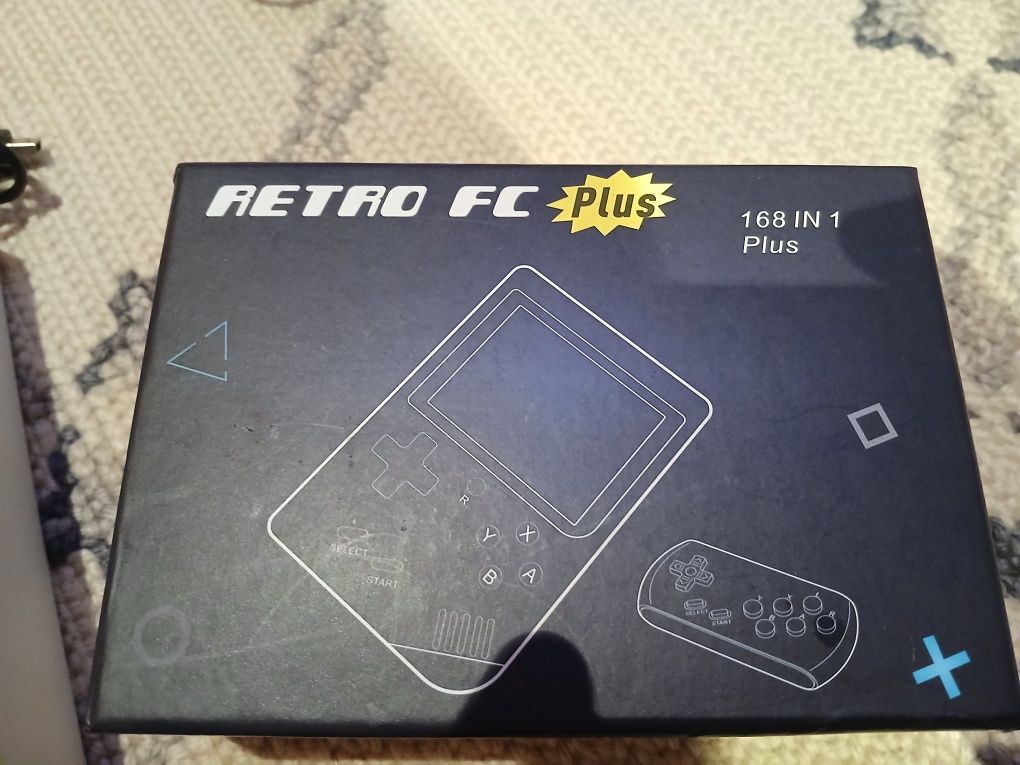 RETRO FC Plus
168 IN 1
Plus
R
Y X
B A
SELECT
START
SELECT
START